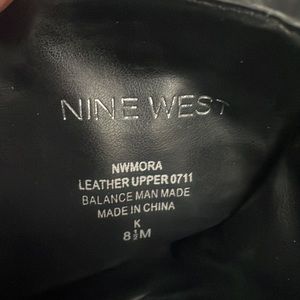 NINE WEST
NWMORA
LEATHER UPPER 0711
BALANCE MAN MADE
MADE IN CHINA
K
8½M